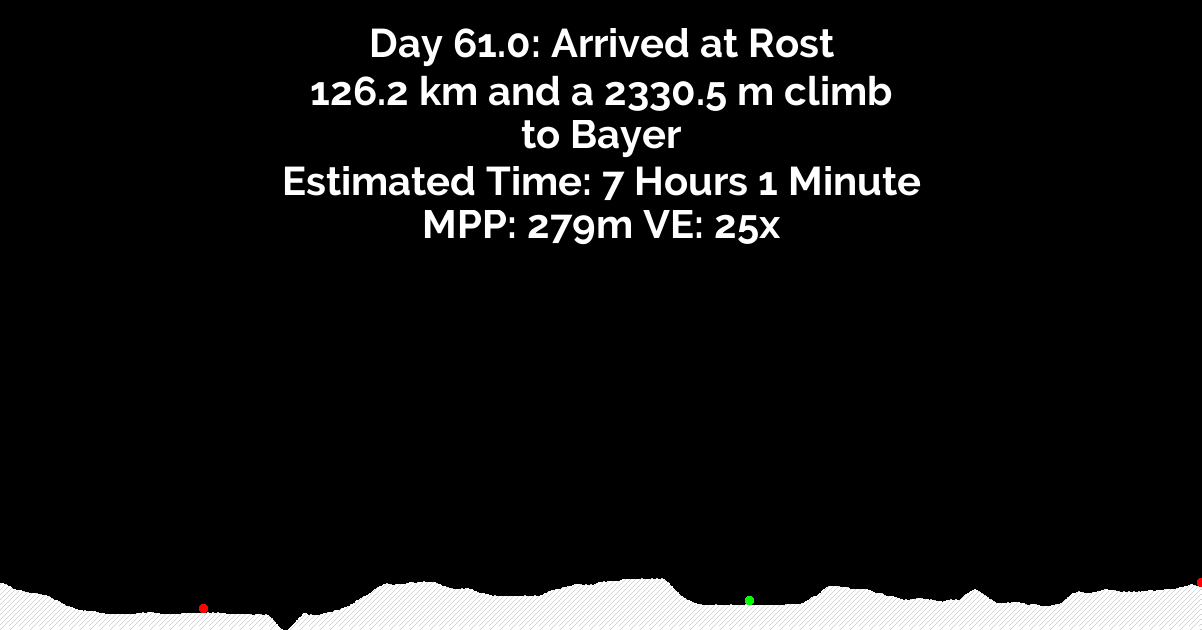 Day 61.0: Arrived at Rost
126.2 km and a 2330.5 m climb
to Bayer
Estimated Time: 7 Hours 1 Minute
MPP: 279m VE: 25x